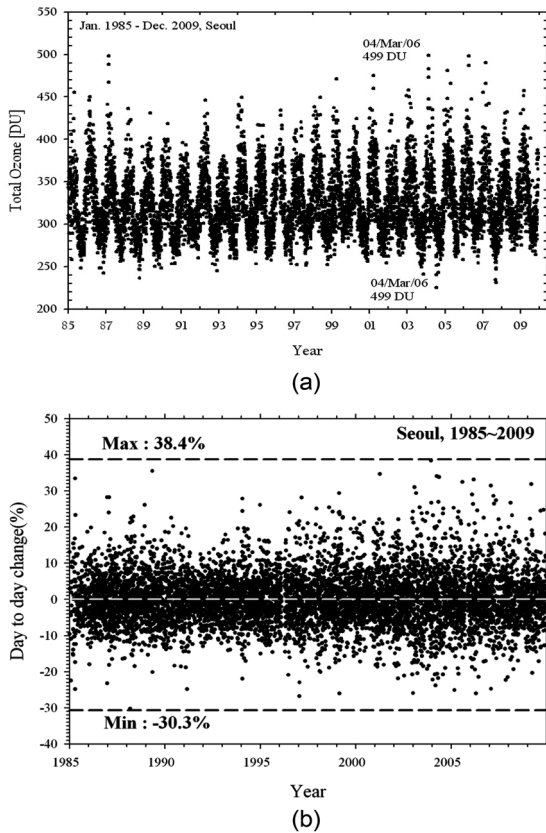 Jan. 1985 - Dec. 2009, Seoul
04/Mar/06
499 DU
550
500
450
400
350
300
250
200
Total Ozone [DU]
04/Mar/06
499 DU
85 87 89 91 93 95 97 99 01 03 05 07 09
Year
(a)
Max : 38.4%
Seoul, 1985~2009
50
40
30
20
10
0
-10
-20
-30
-40
Day to day change(%)
Min : -30.3%
1985 1990 1995 2000 2005
Year
(b)